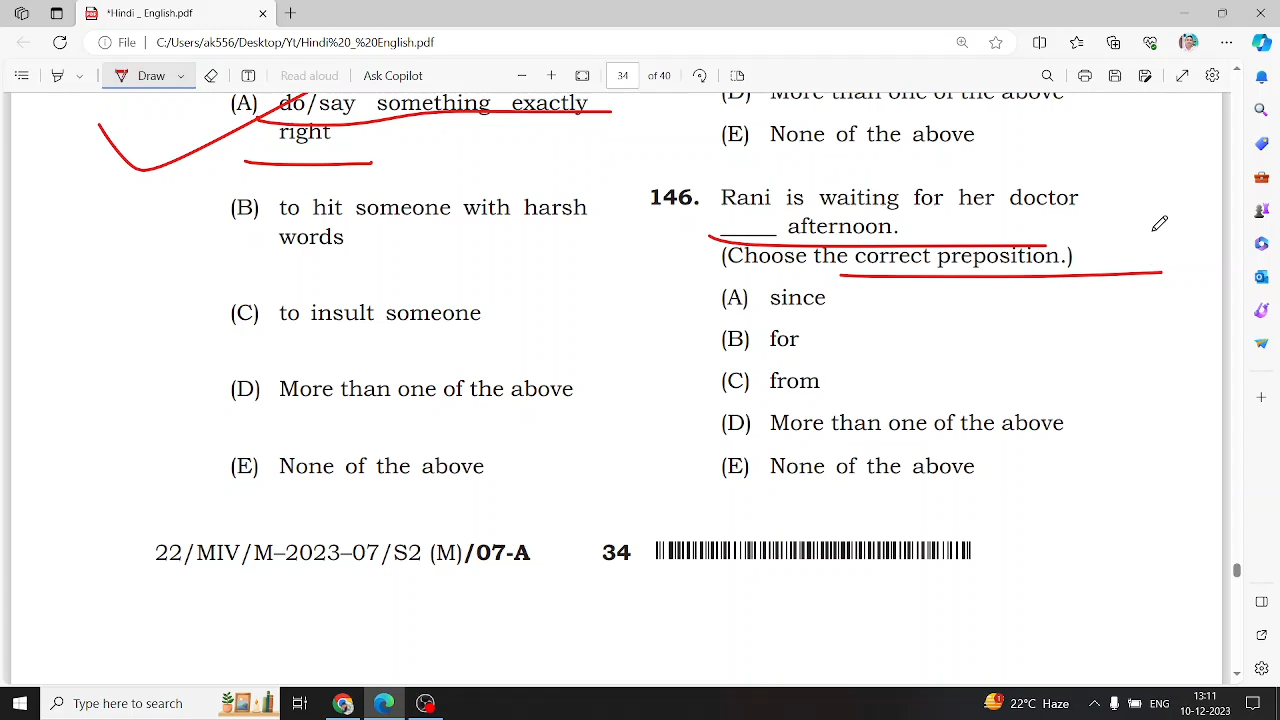 *Hindi _ English.pdf
File
C:/Users/ak556/Desktop/Yt/Hindi%20_%20English.pdf
Draw
Read aloud
Ask Copilot
34
of 40
(A) do/say something exactly
right
(B) to hit someone with harsh
words
(C) to insult someone
(D) More than one of the above
(E) None of the above
(D) More than one of the above
(E) None of the above
146. Rani is waiting for her doctor
_____ afternoon.
(Choose the correct preposition.)
(A) since
(B) for
(C) from
(D) More than one of the above
(E) None of the above
22/MIV/M–2023–07/S2 (M)/07-A
34
Type here to search
22°C Haze
ENG
13:11
10-12-2023